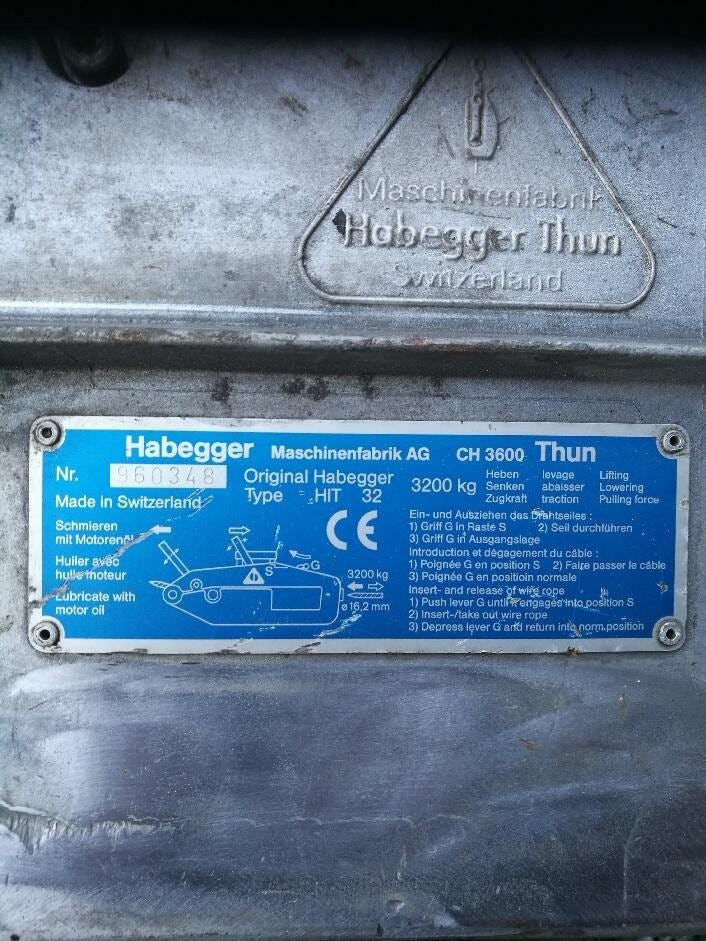 Maschinenfabrik
Habegger Thun
Switzerland
Habegger Maschinenfabrik AG CH 3600 Thun
Nr. 960348
Made in Switzerland
Original Habegger
Type HIT 32
3200 kg
Heben levage Lifting
Senken abaisser Lowering
Zugkraft traction Pulling force
Schmieren
mit Motorenöl
Huiler avec
huile moteur
Lubricate with
motor oil
CE
S
G
3200 kg
ø 16,2 mm
Ein- und Ausziehen des Drahtseiles :
1) Griff G in Raste S 2) Seil durchführen
3) Griff G in Ausgangslage
Introduction et dégagement du câble :
1) Poignée G en position S 2) Faire passer le câble
3) Poignée G en positioin normale
Insert- and release of wire rope
1) Push lever G until engages into position S
2) Insert-/take out wire rope
3) Depress lever G and return into norm.position